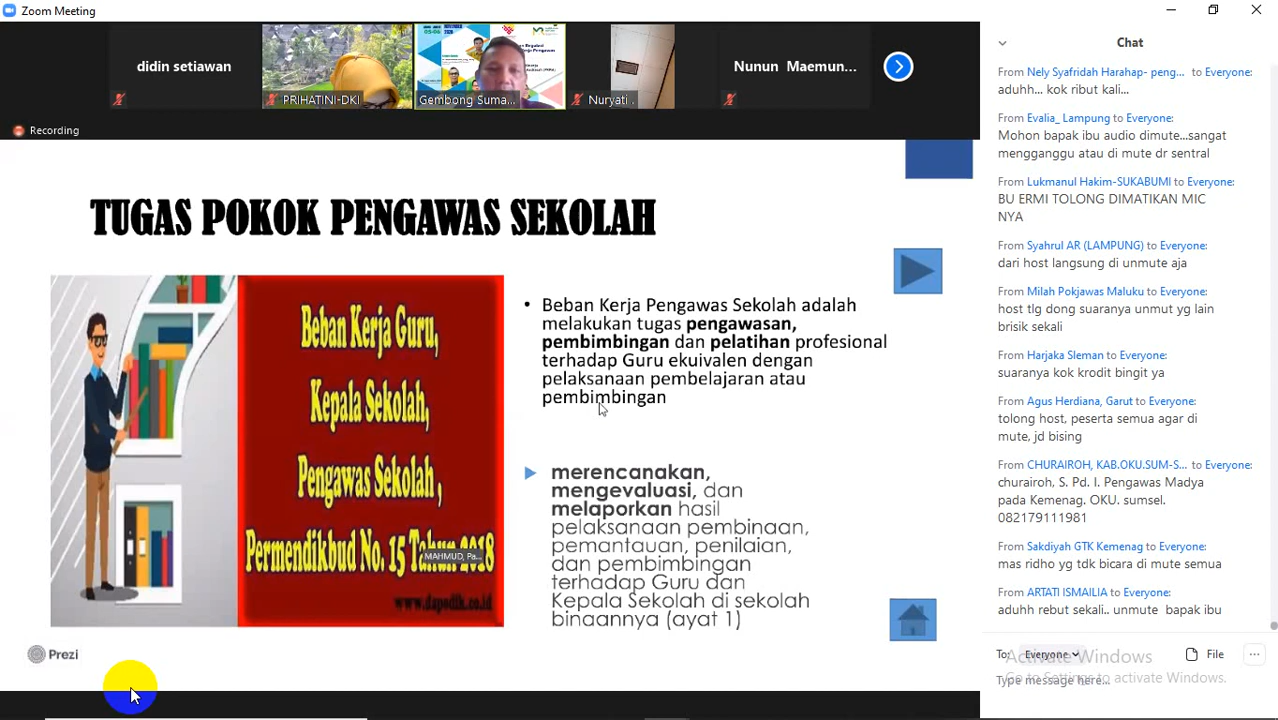 Zoom Meeting
didin setiawan
PRIHATINI-DKI
Gembong Suma...
Nuryati .
Nunun Maemun...
Recording
TUGAS POKOK PENGAWAS SEKOLAH
Beban Kerja Guru,
Kepala Sekolah,
Pengawas Sekolah ,
Permendikbud No. 15 Tahun 2018
MAHMUD, Pa...
www.dapodik.co.id
• Beban Kerja Pengawas Sekolah adalah
melakukan tugas pengawasan,
pembimbingan dan pelatihan profesional
terhadap Guru ekuivalen dengan
pelaksanaan pembelajaran atau
pembimbingan
merencanakan,
mengevaluasi, dan
melaporkan hasil
pelaksanaan pembinaan,
pemantauan, penilaian,
dan pembimbingan
terhadap Guru dan
Kepala Sekolah di sekolah
binaannya (ayat 1)
Prezi
Chat
From Nely Syafridah Harahap- peng... to Everyone:
aduhh... kok ribut kali...
From Evalia_ Lampung to Everyone:
Mohon bapak ibu audio dimute...sangat
mengganggu atau di mute dr sentral
From Lukmanul Hakim-SUKABUMI to Everyone:
BU ERMI TOLONG DIMATIKAN MIC
NYA
From Syahrul AR (LAMPUNG) to Everyone:
dari host langsung di unmute aja
From Milah Pokjawas Maluku to Everyone:
host tlg dong suaranya unmut yg lain
brisik sekali
From Harjaka Sleman to Everyone:
suaranya kok krodit bingit ya
From Agus Herdiana, Garut to Everyone:
tolong host, peserta semua agar di
mute, jd bising
From CHURAIROH, KAB.OKU.SUM-S... to Everyone:
churairoh, S. Pd. I. Pengawas Madya
pada Kemenag. OKU. sumsel.
082179111981
From Sakdiyah GTK Kemenag to Everyone:
mas ridho yg tdk bicara di mute semua
From ARTATI ISMAILIA to Everyone:
aduhh rebut sekali.. unmute bapak ibu
To: Everyone
File
Activate Windows
Type message here...
Go to Settings to activate Windows.